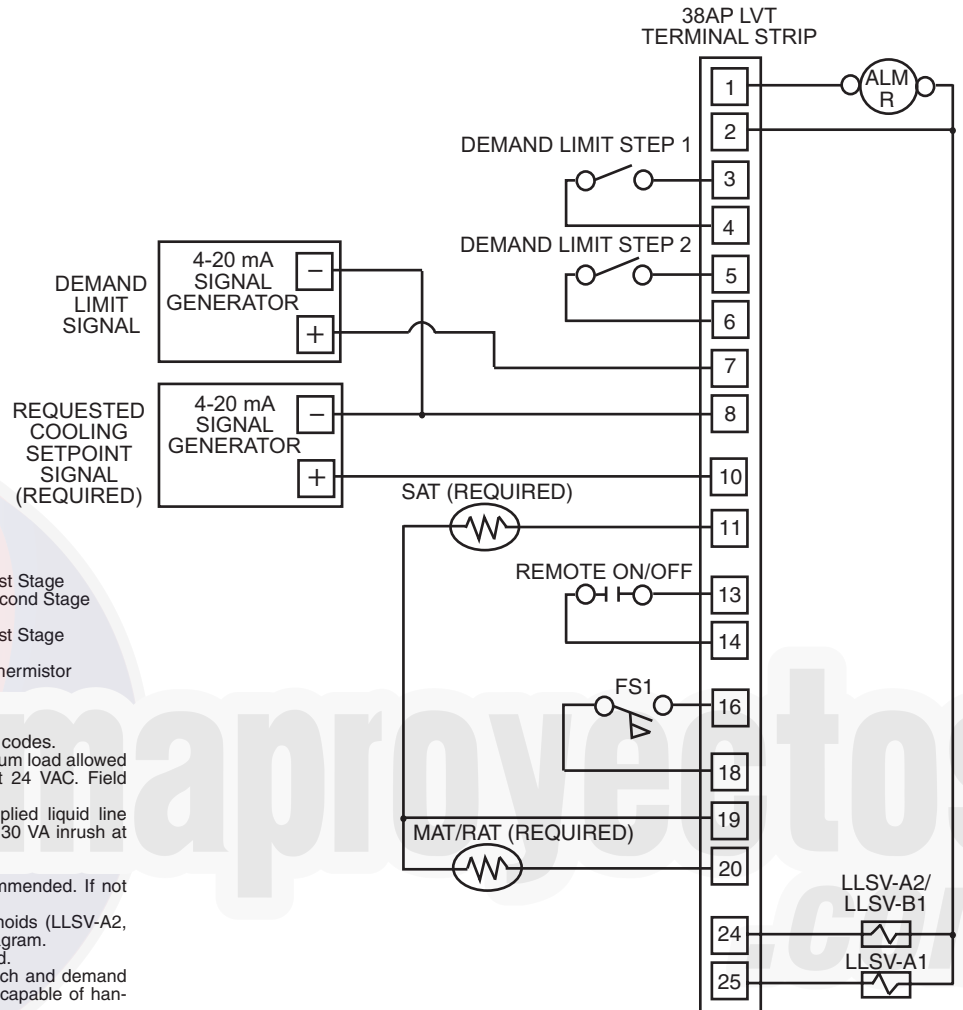 38AP LVT
TERMINAL STRIP
1
ALM
R
2
DEMAND LIMIT STEP 1
3
4
DEMAND LIMIT STEP 2
5
6
DEMAND
LIMIT
SIGNAL
4-20 mA
SIGNAL
GENERATOR
−
+
7
REQUESTED
COOLING
SETPOINT
SIGNAL
(REQUIRED)
4-20 mA
SIGNAL
GENERATOR
−
+
8
10
SAT (REQUIRED)
11
REMOTE ON/OFF
13
14
FS1
16
18
19
MAT/RAT (REQUIRED)
20
LLSV-A2/
LLSV-B1
24
LLSV-A1
25
st Stage
cond Stage
st Stage
hermistor
codes.
um load allowed
t 24 VAC. Field
pplied liquid line
30 VA inrush at
mmended. If not
noids (LLSV-A2,
agram.
d.
ch and demand
capable of han-
maproyectos
.com